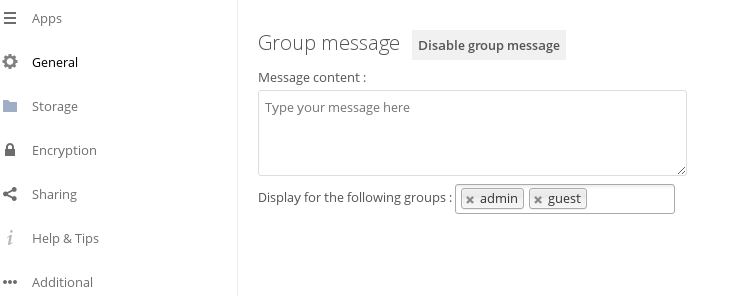 Apps
General
Storage
Encryption
Sharing
Help & Tips
Additional
Group message
Disable group message
Message content :
Type your message here
Display for the following groups :
admin
guest